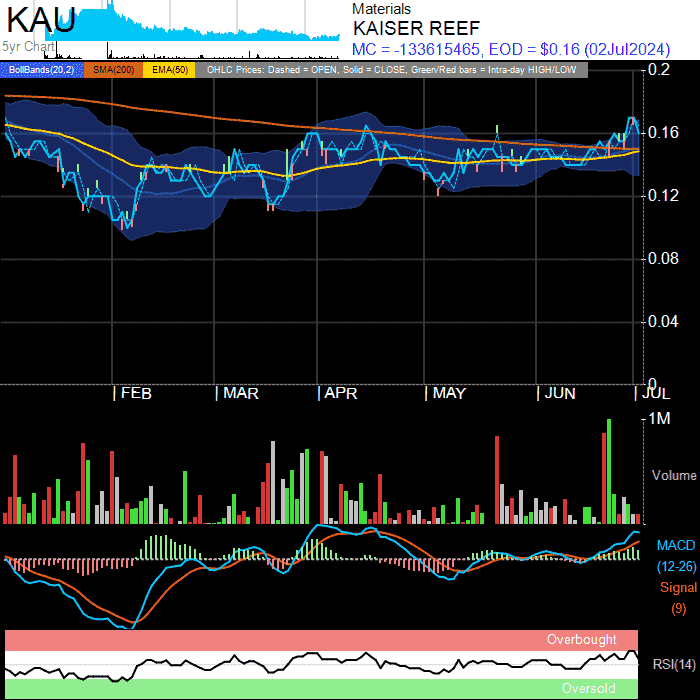 KAU
Materials
KAISER REEF
5yr Chart
MC = -133615465, EOD = $0.16 (02Jul2024)
BollBands(20,2) SMA(200) EMA(50) OHLC Prices: Dashed = OPEN, Solid = CLOSE, Green/Red bars = Intra-day HIGH/LOW
0.2
0.16
0.12
0.08
0.04
0
FEB MAR APR MAY JUN JUL
1M
Volume
MACD
(12-26)
Signal
(9)
Overbought
RSI(14)
Oversold